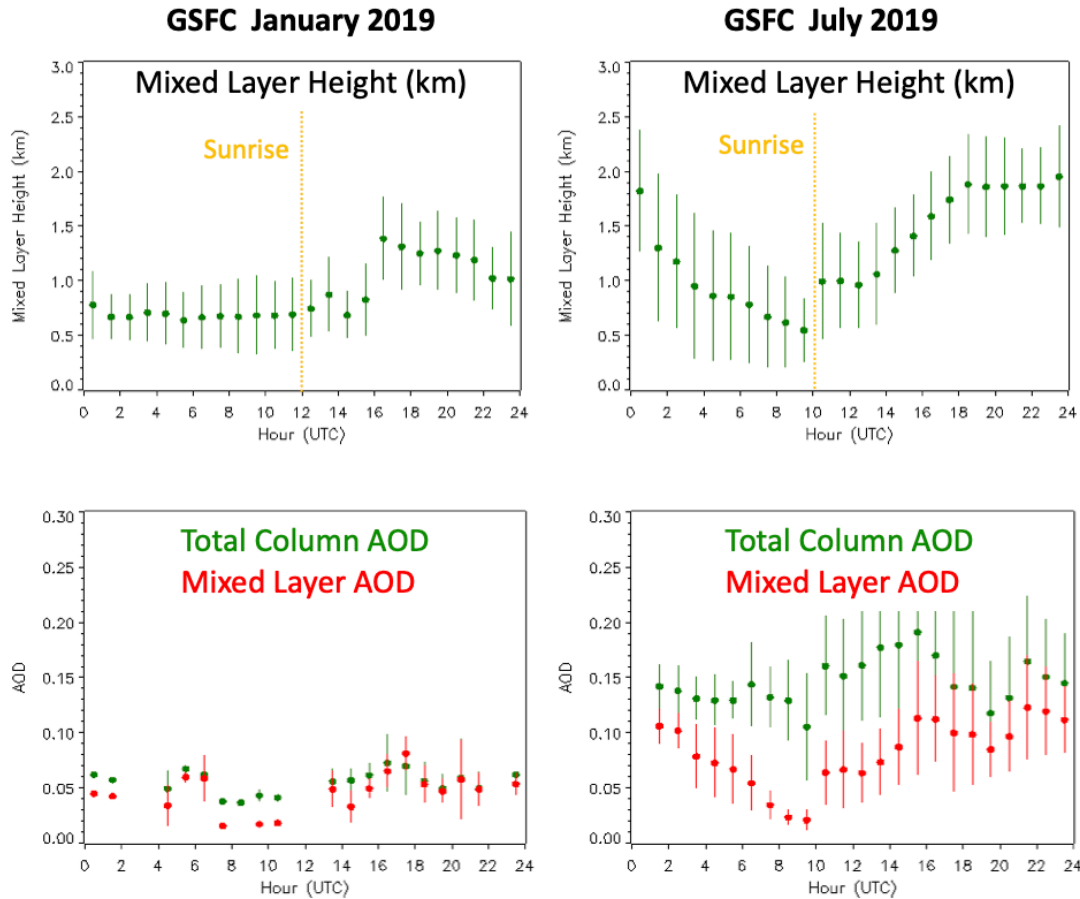 GSFC January 2019
Mixed Layer Height (km)
Sunrise
Mixed Layer Height (km)
3.0
2.5
2.0
1.5
1.0
0.5
0.0
0 2 4 6 8 10 12 14 16 18 20 22 24
Hour (UTC)
GSFC July 2019
Mixed Layer Height (km)
Sunrise
Mixed Layer Height (km)
3.0
2.5
2.0
1.5
1.0
0.5
0.0
0 2 4 6 8 10 12 14 16 18 20 22 24
Hour (UTC)
Total Column AOD
Mixed Layer AOD
AOD
0.30
0.25
0.20
0.15
0.10
0.05
0.00
0 2 4 6 8 10 12 14 16 18 20 22 24
Hour (UTC)
Total Column AOD
Mixed Layer AOD
AOD
0.30
0.25
0.20
0.15
0.10
0.05
0.00
0 2 4 6 8 10 12 14 16 18 20 22 24
Hour (UTC)